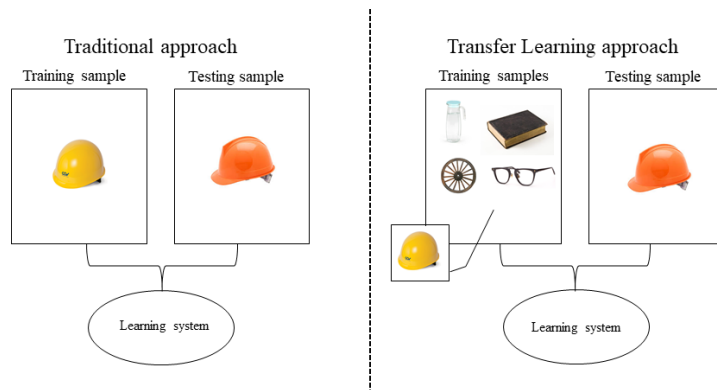 Traditional approach
Training sample
Testing sample
Learning system
Transfer Learning approach
Training samples
Testing sample
Learning system